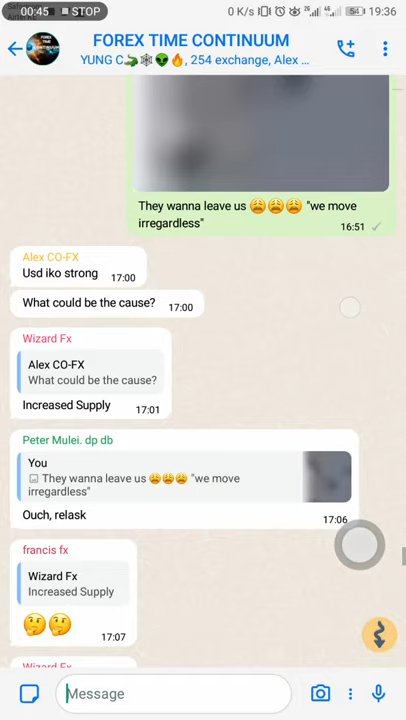 00:45 STOP 0 K/s 54 19:36
FOREX TIME CONTINUUM
YUNG C🐊🕸👽🔥, 254 exchange, Alex ...
They wanna leave us 😩😩😩 "we move
irregardless"
16:51
Alex CO-FX
Usd iko strong 17:00
What could be the cause? 17:00
Wizard Fx
Alex CO-FX
What could be the cause?
Increased Supply 17:01
Peter Mulei. dp db
You
They wanna leave us 😩😩😩 "we move
irregardless"
Ouch, relask
17:06
francis fx
Wizard Fx
Increased Supply
🤔🤔
17:07
Wizard Fx
Message